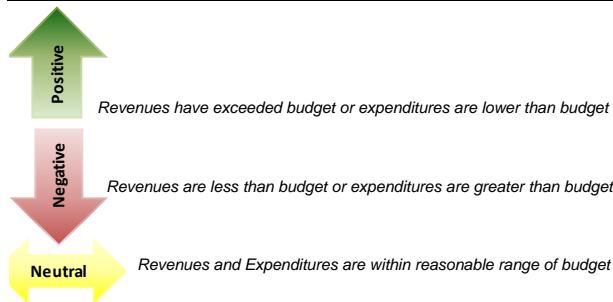 Positive
Revenues have exceeded budget or expenditures are lower than budget
Negative
Revenues are less than budget or expenditures are greater than budget
Neutral
Revenues and Expenditures are within reasonable range of budget